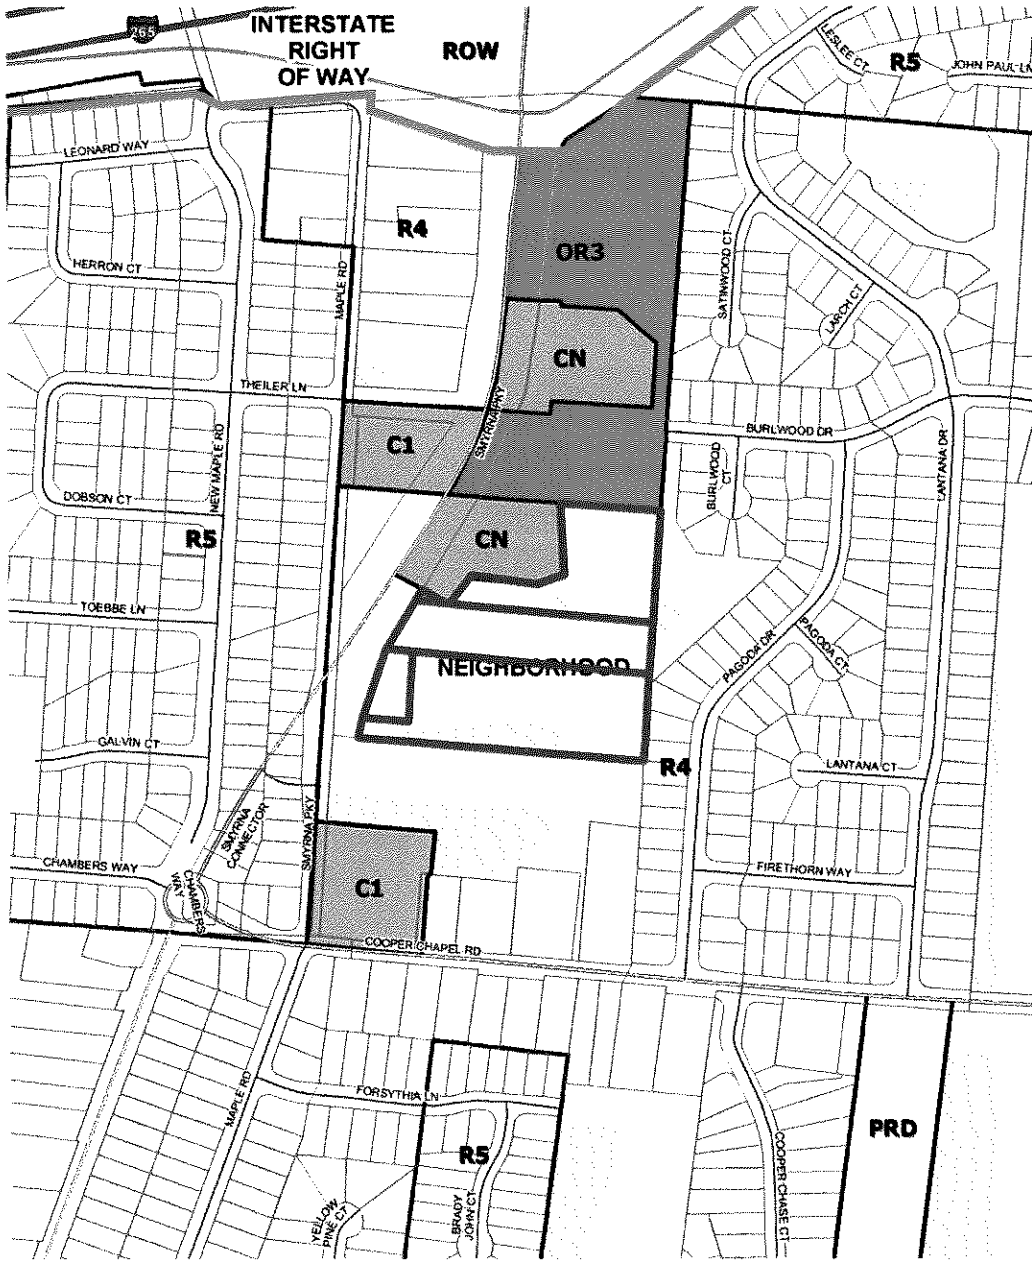 INTERSTATE
RIGHT
OF WAY
ROW
265
LESLEE CT
R5
JOHN PAUL LN
LEONARD WAY
R4
OR3
HERRON CT
MAPLE RD
SATINWOOD CT
LARCH CT
CN
THEILER LN
SMYRNA PKY
C1
BURLWOOD DR
BURLWOOD
CT
LANTANA DR
NEW MAPLE RD
DOBSON CT
R5
CN
TOEBBE LN
PAGODA DR
PAGODA CT
NEIGHBORHOOD
GALVIN CT
R4
LANTANA CT
SMYRNA
CONNECTOR
SMYRNA PKY
CHAMBERS WAY
CHAMBERS
WAY
C1
FIRETHORN WAY
COOPER CHAPEL RD
MAPLE RD
FORSYTHIA LN
R5
PRD
COOPER CHASE CT
YELLOW
PINE CT
BRADY
JOHN CT